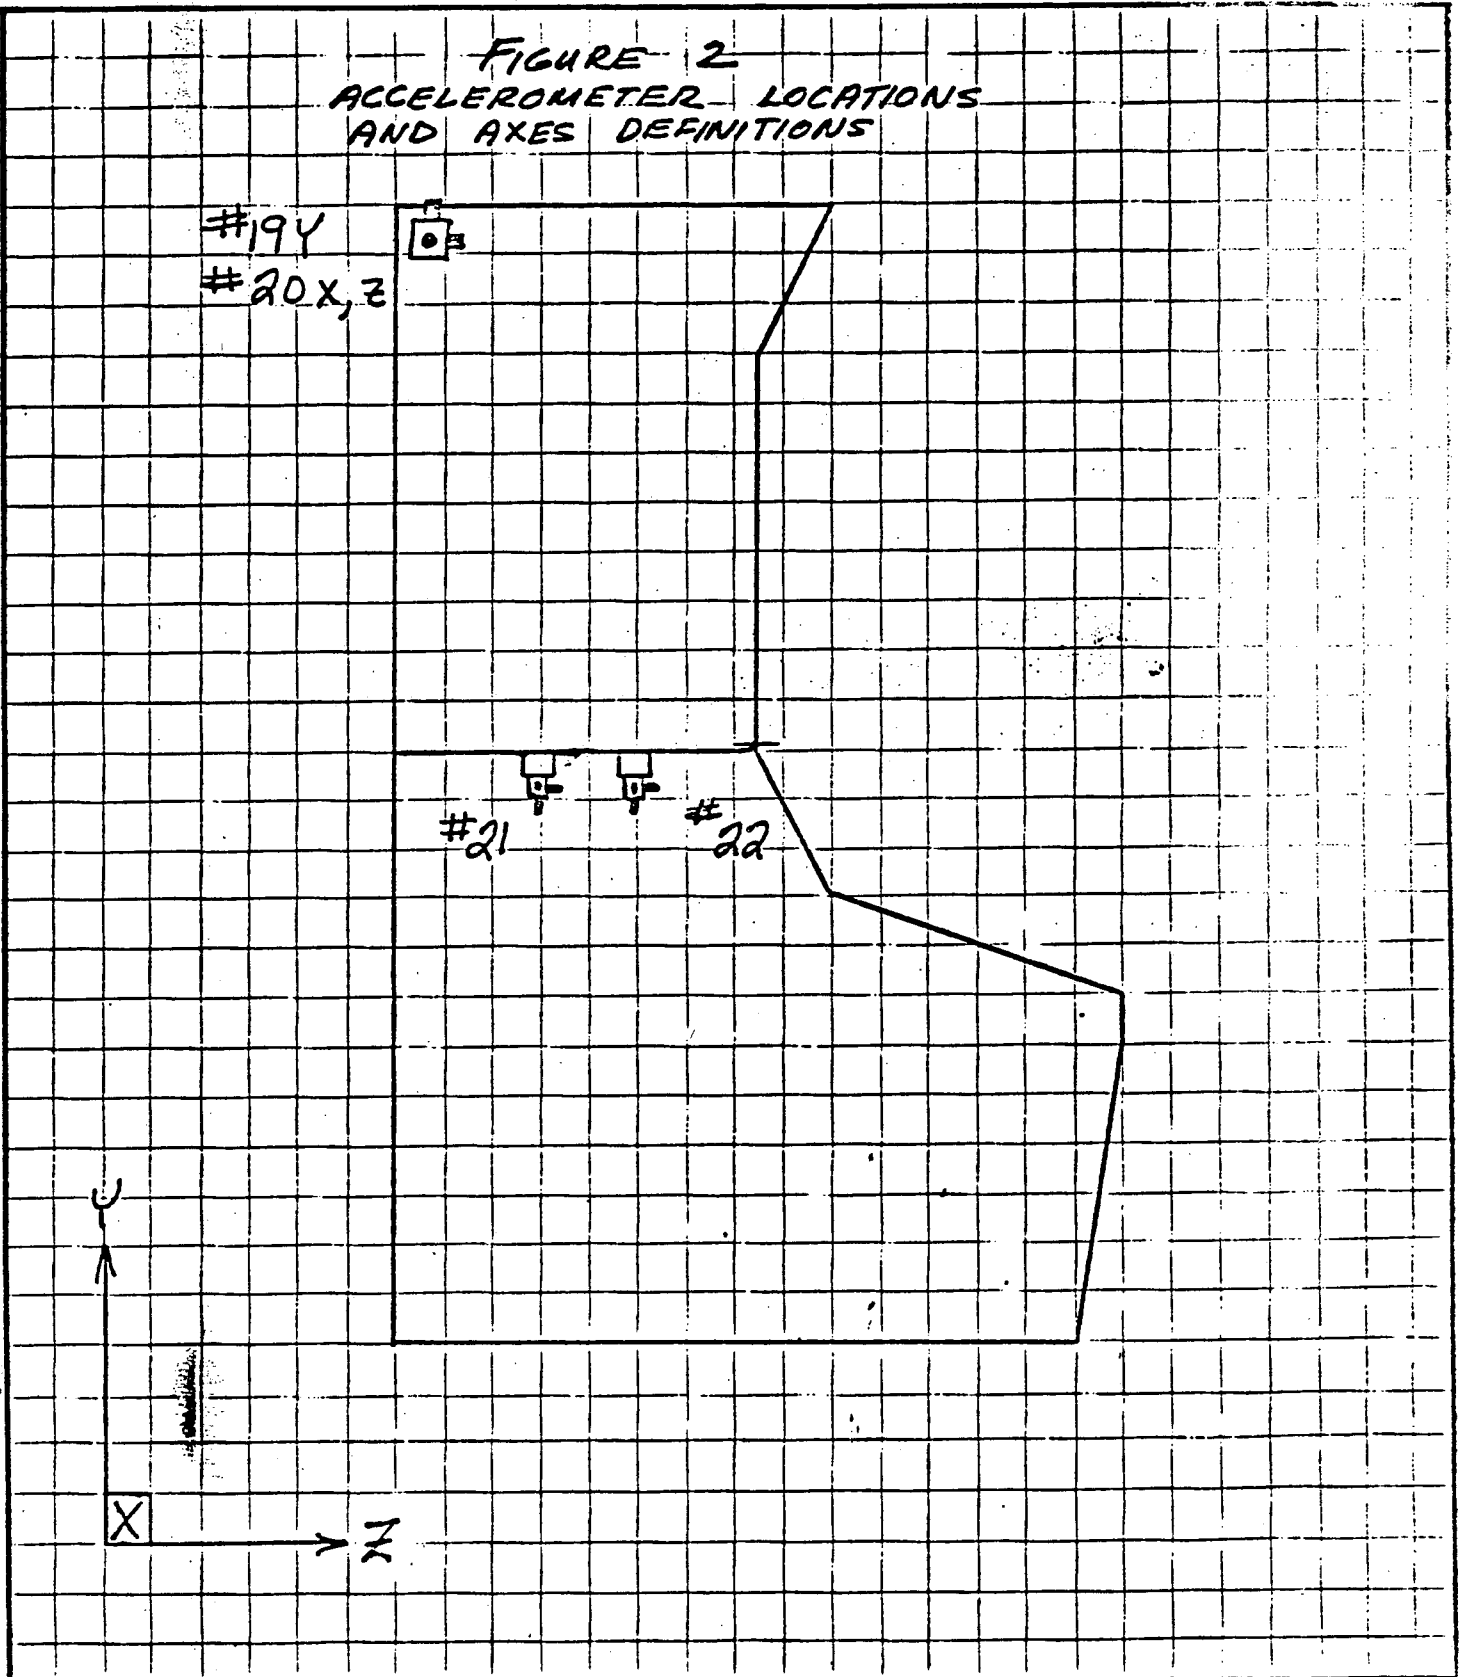 FIGURE 2
ACCELEROMETER LOCATIONS
AND AXES DEFINITIONS
#19Y
#20X,Z
#21
#22
Y
X
Z